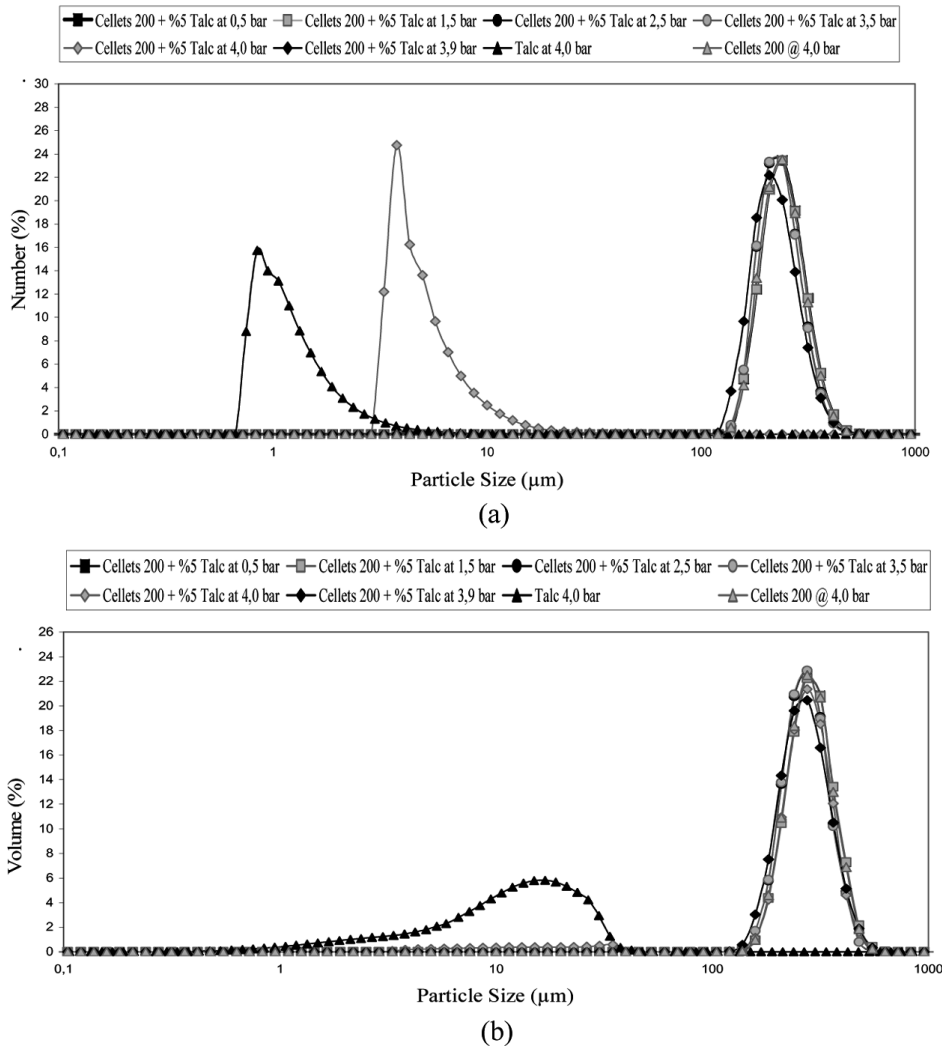 Cellets 200 + %5 Talc at 0,5 bar Cellets 200 + %5 Talc at 1,5 bar Cellets 200 + %5 Talc at 2,5 bar Cellets 200 + %5 Talc at 3,5 bar
Cellets 200 + %5 Talc at 4,0 bar Cellets 200 + %5 Talc at 3,9 bar Talc at 4,0 bar Cellets 200 @ 4,0 bar
30
28
26
24
22
20
18
16
14
12
10
8
6
4
2
0
Number (%)
0,1 1 10 100 1000
Particle Size (µm)
(a)
Cellets 200 + %5 Talc at 0,5 bar Cellets 200 + %5 Talc at 1,5 bar Cellets 200 + %5 Talc at 2,5 bar Cellets 200 + %5 Talc at 3,5 bar
Cellets 200 + %5 Talc at 4,0 bar Cellets 200 + %5 Talc at 3,9 bar Talc 4,0 bar Cellets 200 @ 4,0 bar
26
24
22
20
18
16
14
12
10
8
6
4
2
0
Volume (%)
0,1 1 10 100 1000
Particle Size (µm)
(b)